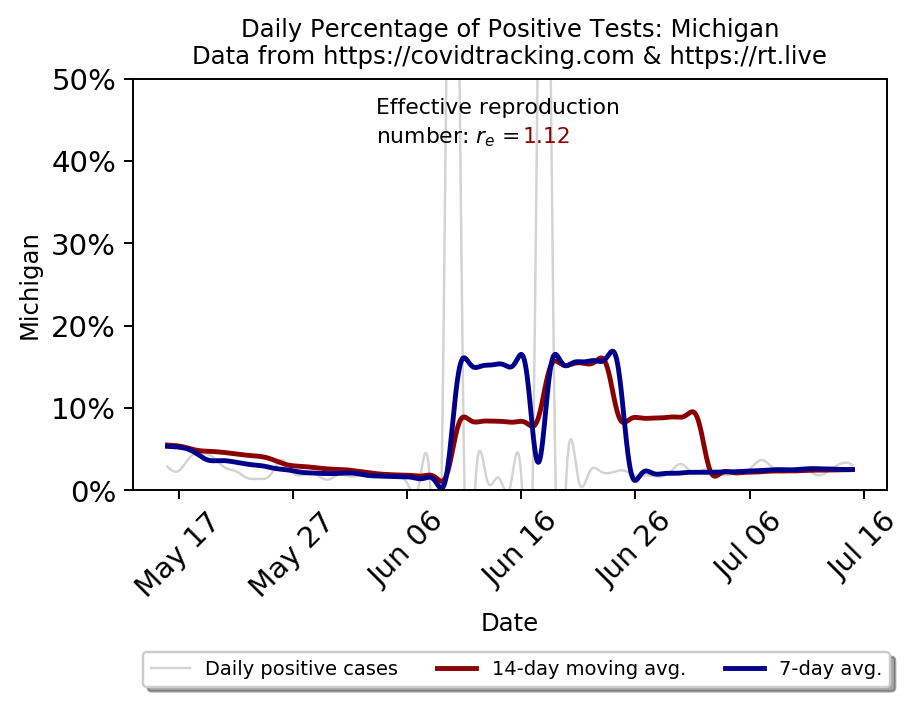 Daily Percentage of Positive Tests: Michigan
Data from https://covidtracking.com & https://rt.live
50%
40%
30%
20%
10%
0%
Michigan
Effective reproduction
number: rₑ =1.12
May 17
May 27
Jun 06
Jun 16
Jun 26
Jul 06
Jul 16
Date
Daily positive cases
14-day moving avg.
7-day avg.